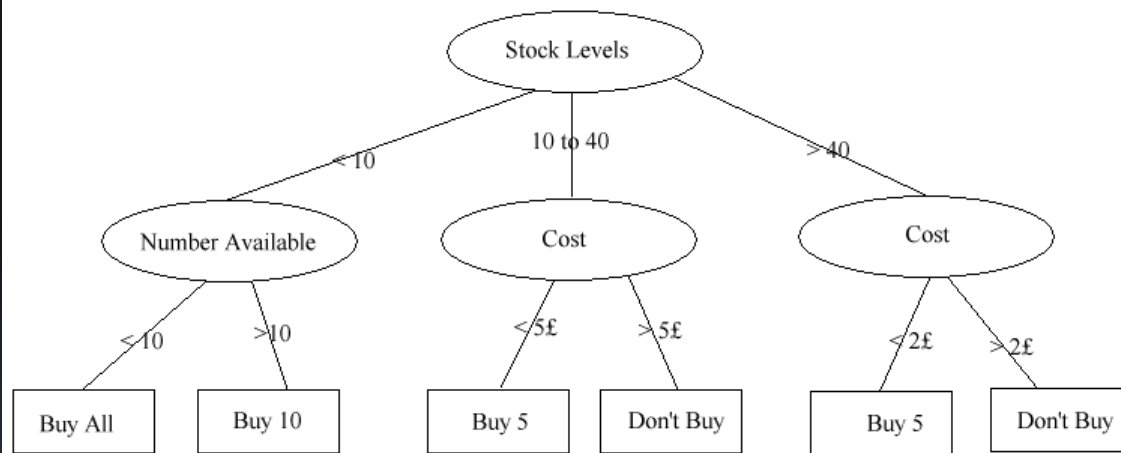 Stock Levels
< 10
10 to 40
> 40
Number Available
Cost
Cost
< 10
>10
< 5£
> 5£
< 2£
> 2£
Buy All
Buy 10
Buy 5
Don't Buy
Buy 5
Don't Buy